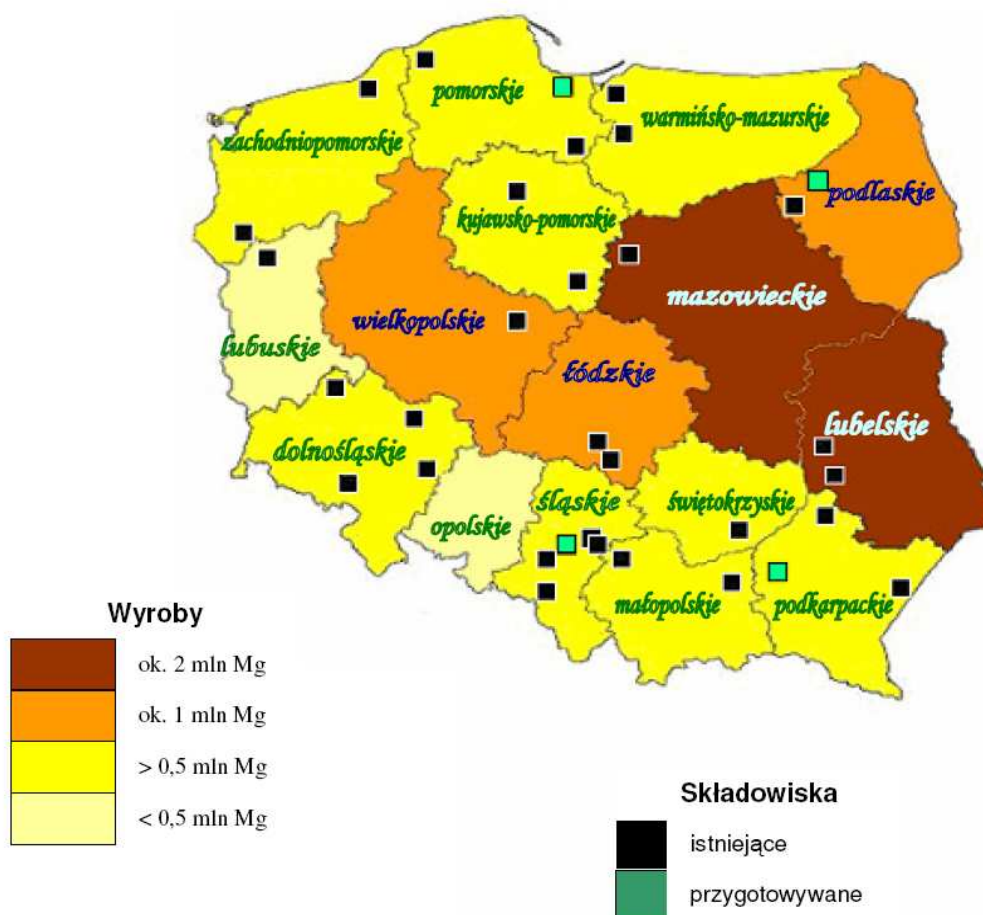 pomorskie
warmińsko-mazurskie
zachodniopomorskie
podlaskie
kujawsko-pomorskie
mazowieckie
wielkopolskie
lubuskie
łódzkie
lubelskie
dolnośląskie
śląskie
świętokrzyskie
opolskie
małopolskie
podkarpackie
Wyroby
ok. 2 mln Mg
ok. 1 mln Mg
> 0,5 mln Mg
< 0,5 mln Mg
Składowiska
istniejące
przygotowywane